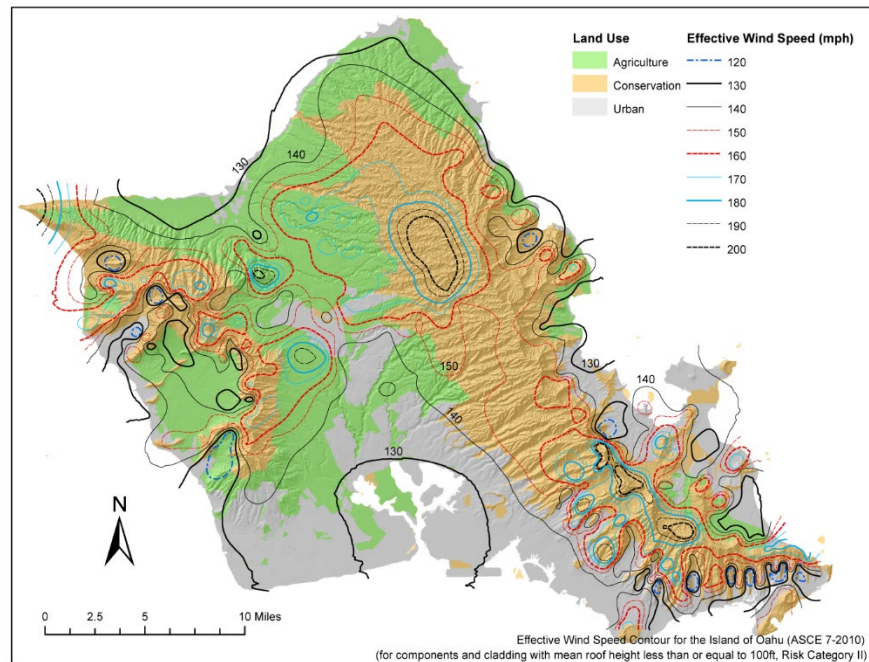 Land Use
Agriculture
Conservation
Urban
Effective Wind Speed (mph)
120
130
140
150
160
170
180
190
200
130
140
150
140
130
130
140
N
0 2.5 5 10 Miles
Effective Wind Speed Contour for the Island of Oahu (ASCE 7-2010)
(for components and cladding with mean roof height less than or equal to 100ft, Risk Category II)